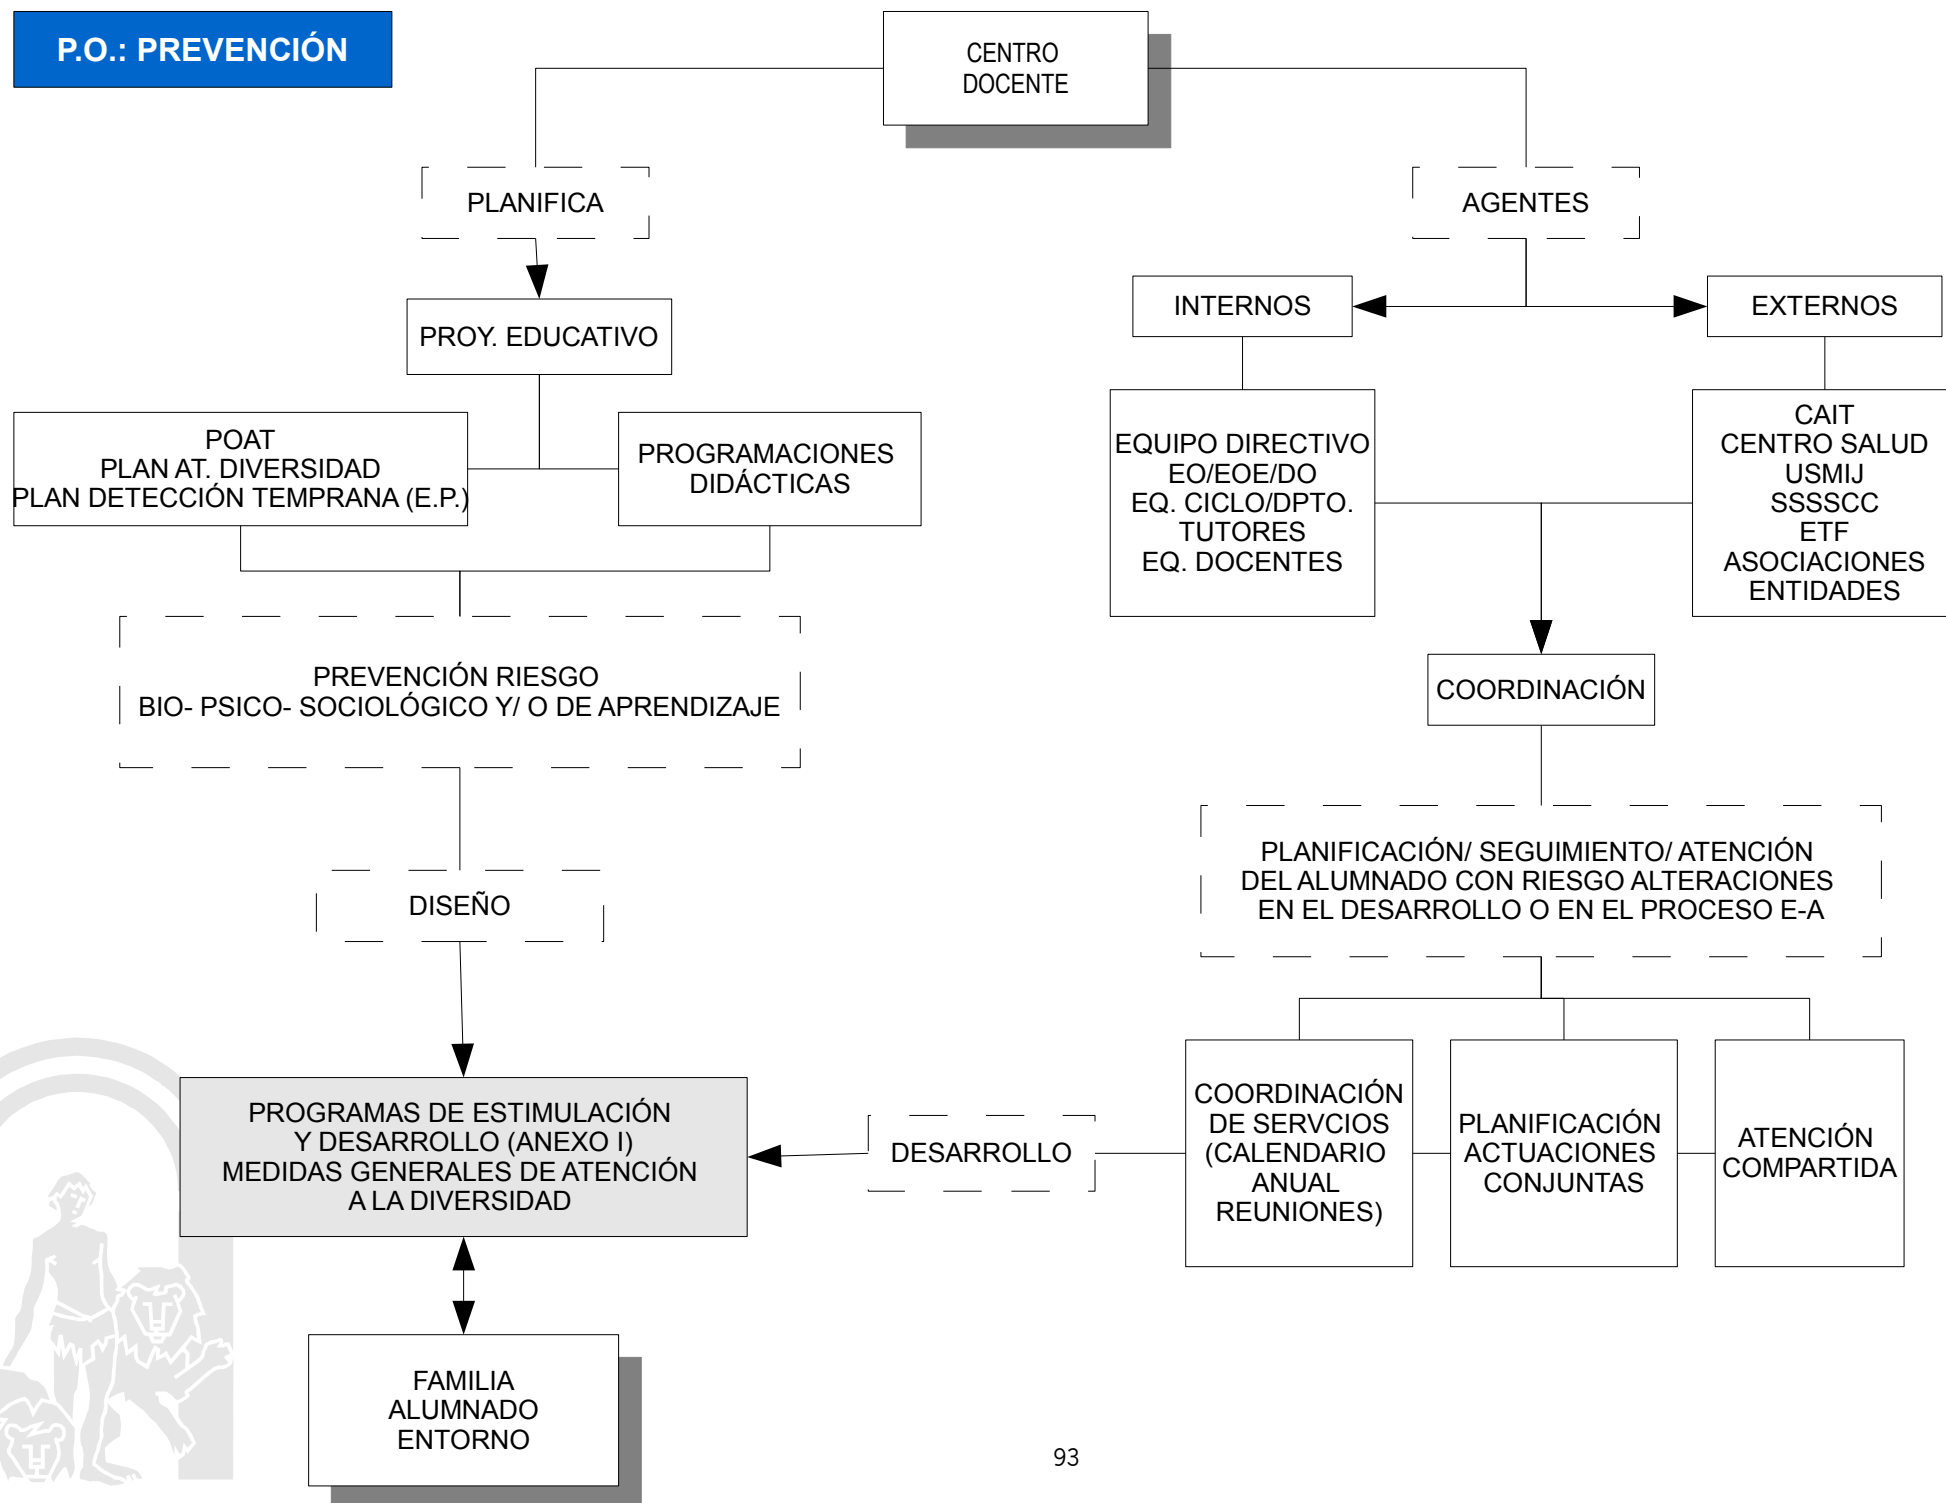 P.O.: PREVENCIÓN
CENTRO
DOCENTE
PLANIFICA
AGENTES
PROY. EDUCATIVO
INTERNOS
EXTERNOS
POAT
PLAN AT. DIVERSIDAD
PLAN DETECCIÓN TEMPRANA (E.P.)
PROGRAMACIONES
DIDÁCTICAS
EQUIPO DIRECTIVO
EO/EOE/DO
EQ. CICLO/DPTO.
TUTORES
EQ. DOCENTES
CAIT
CENTRO SALUD
USMIJ
SSSSCC
ETF
ASOCIACIONES
ENTIDADES
PREVENCIÓN RIESGO
BIO- PSICO- SOCIOLÓGICO Y/ O DE APRENDIZAJE
COORDINACIÓN
DISEÑO
PLANIFICACIÓN/ SEGUIMIENTO/ ATENCIÓN
DEL ALUMNADO CON RIESGO ALTERACIONES
EN EL DESARROLLO O EN EL PROCESO E-A
PROGRAMAS DE ESTIMULACIÓN
Y DESARROLLO (ANEXO I)
MEDIDAS GENERALES DE ATENCIÓN
A LA DIVERSIDAD
DESARROLLO
COORDINACIÓN
DE SERVCIOS
(CALENDARIO
ANUAL
REUNIONES)
PLANIFICACIÓN
ACTUACIONES
CONJUNTAS
ATENCIÓN
COMPARTIDA
FAMILIA
ALUMNADO
ENTORNO
93